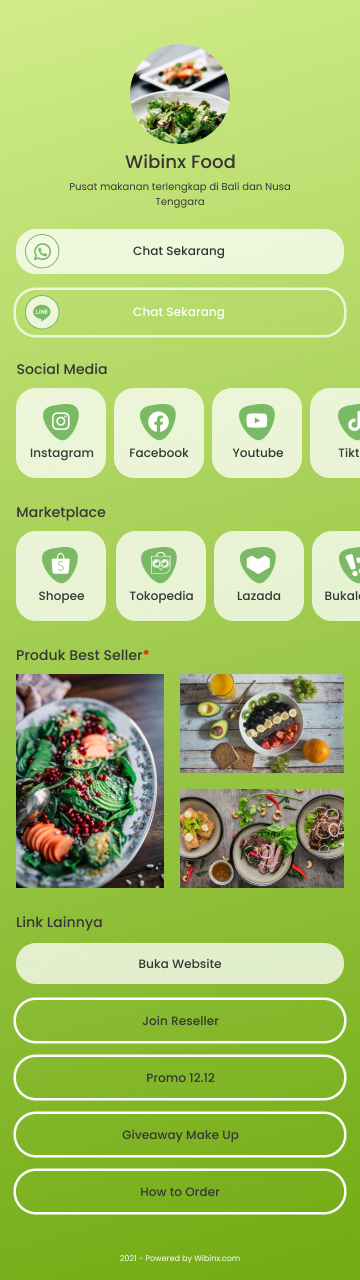 Wibinx Food
Pusat makanan terlengkap di Bali dan Nusa
Tenggara
Chat Sekarang
LINE
Chat Sekarang
Social Media
Instagram
Facebook
Youtube
Tikt
Marketplace
Shopee
Tokopedia
Lazada
Bukala
Produk Best Seller*
Link Lainnya
Buka Website
Join Reseller
Promo 12.12
Giveaway Make Up
How to Order
2021 - Powered by Wibinx.com